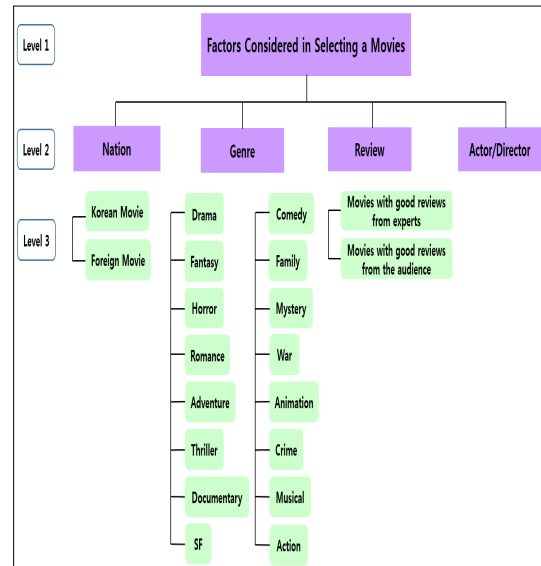 Level 1
Factors Considered in Selecting a Movies
Level 2
Nation
Genre
Review
Actor/Director
Level 3
Korean Movie
Foreign Movie
Drama
Fantasy
Horror
Romance
Adventure
Thriller
Documentary
SF
Comedy
Family
Mystery
War
Animation
Crime
Musical
Action
Movies with good reviews
from experts
Movies with good reviews
from the audience